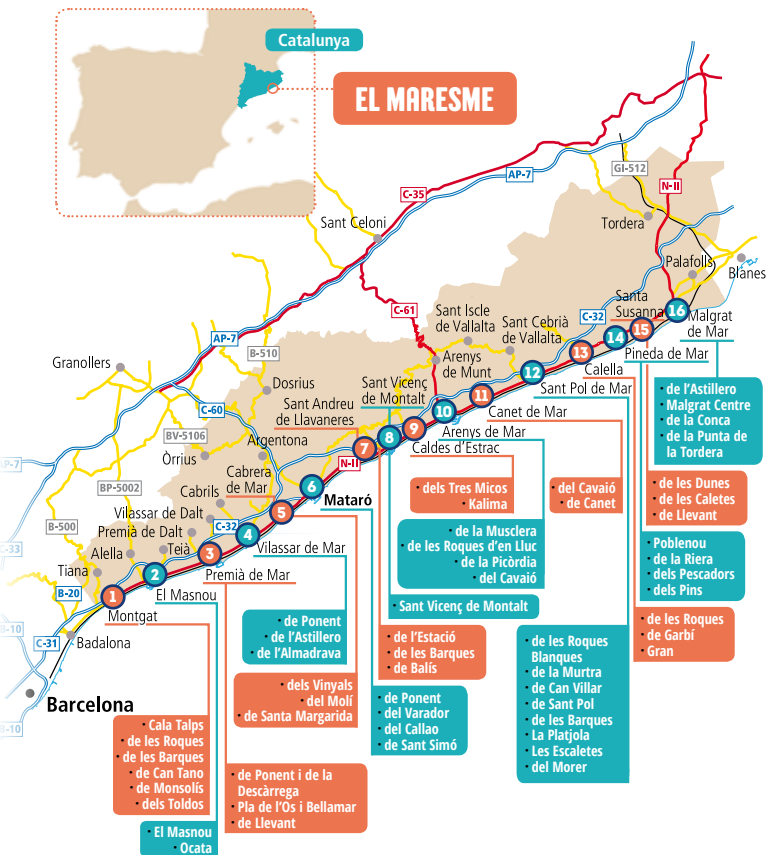 Catalunya
EL MARESME
GI-512
AP-7
N-II
C-35
Tordera
Sant Celoni
Palafolls
Blanes
C-61
Sant Iscle
de Vallalta
Sant Cebrià
de Vallalta
C-32
Santa
Susanna
16
Malgrat
de Mar
15
14
Pineda de Mar
13
Calella
12
Sant Pol de Mar
AP-7
B-510
Granollers
Dosrius
Arenys
de Munt
Sant Vicenç
de Montalt
11
Canet de Mar
C-60
Sant Andreu
de Llavaneres
10
Arenys de Mar
9
Caldes d'Estrac
8
7
BV-5106
Argentona
Òrrius
N-II
AP-7
Cabrera
de Mar
6
Mataró
BP-5002
Cabrils
5
Vilassar de Dalt
C-32
4
Vilassar de Mar
B-500
Premià de Dalt
Teià
3
Premià de Mar
Alella
C-33
Tiana
2
El Masnou
B-20
1
Montgat
B-10
C-31
Badalona
Barcelona
B-10
· de l'Astillero
· Malgrat Centre
· de la Conca
· de la Punta de
la Tordera
· de les Dunes
· de les Caletes
· de Llevant
· Poblenou
· de la Riera
· dels Pescadors
· dels Pins
· de les Roques
· de Garbí
· Gran
· de les Roques
Blanques
· de la Murtra
· de Can Villar
· de Sant Pol
· de les Barques
· La Platjola
· Les Escaletes
· del Morer
· del Cavaió
· de Canet
· dels Tres Micos
· Kalima
· de la Musclera
· de les Roques d'en Lluc
· de la Picòrdia
· del Cavaió
· Sant Vicenç de Montalt
· de l'Estació
· de les Barques
· de Balís
· de Ponent
· del Varador
· del Callao
· de Sant Simó
· de Ponent
· de l'Astillero
· de l'Almadrava
· dels Vinyals
· del Molí
· de Santa Margarida
· de Ponent i de la
Descàrrega
· Pla de l'Os i Bellamar
· de Llevant
· Cala Talps
· de les Roques
· de les Barques
· de Can Tano
· de Monsolís
· dels Toldos
· El Masnou
· Ocata